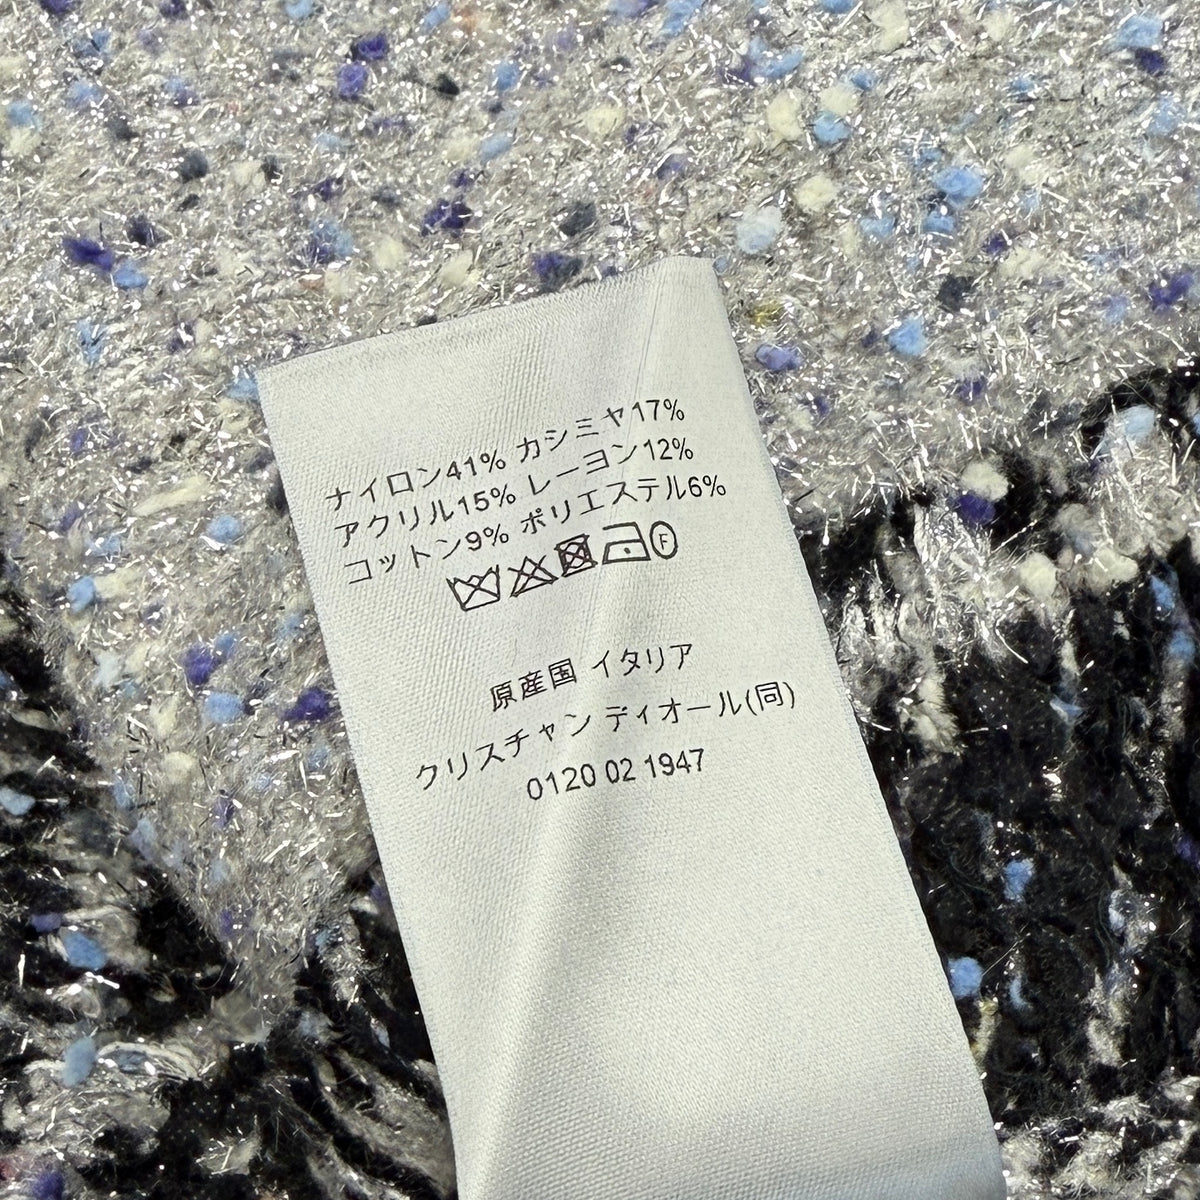 ナイロン41% カシミヤ17%
アクリル15% レーヨン12%
コットン9% ポリエステル6%
F
原産国 イタリア
クリスチャン ディオール(同)
0120 02 1947